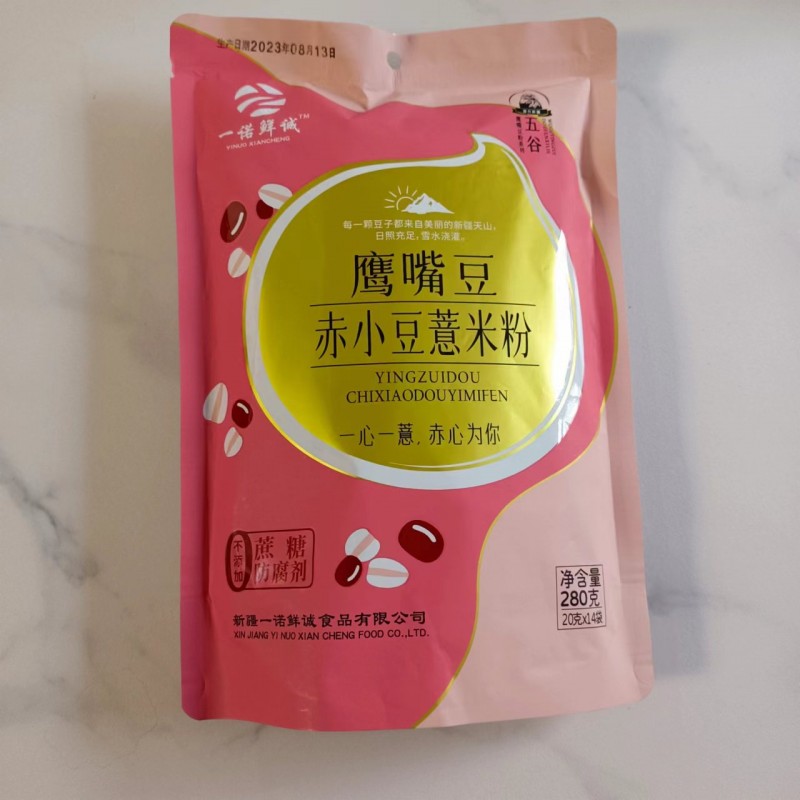 生产日期2023年08月13日
一诺鲜诚™
YINUO XIANCHENG
五谷
每一颗豆子都来自美丽的新疆天山,
日照充足,雪水浇灌。
鹰嘴豆
赤小豆薏米粉
YINGZUIDOU
CHIXIAODOUYIMIFEN
一心一薏,赤心为你
不添加
蔗糖
防腐剂
新疆一诺鲜诚食品有限公司
XIN JIANG YI NUO XIAN CHENG FOOD CO.,LTD.
净含量
280克
20克x14袋